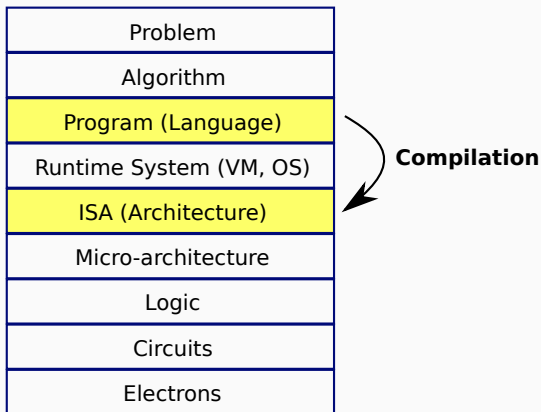 Problem
Algorithm
Program (Language)
Compilation
Runtime System (VM, OS)
ISA (Architecture)
Micro-architecture
Logic
Circuits
Electrons